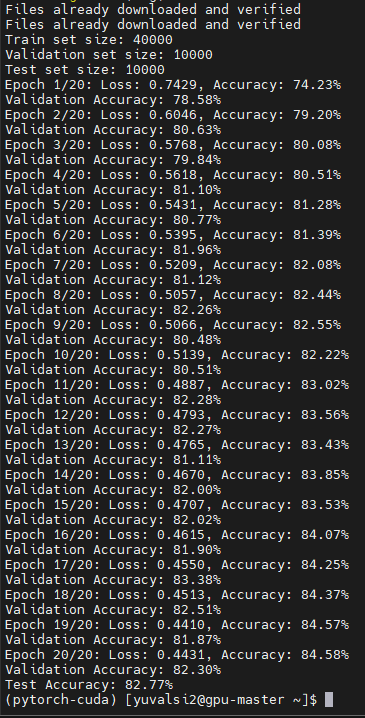 Files already downloaded and verified
Files already downloaded and verified
Train set size: 40000
Validation set size: 10000
Test set size: 10000
Epoch 1/20: Loss: 0.7429, Accuracy: 74.23%
Validation Accuracy: 78.58%
Epoch 2/20: Loss: 0.6046, Accuracy: 79.20%
Validation Accuracy: 80.63%
Epoch 3/20: Loss: 0.5768, Accuracy: 80.08%
Validation Accuracy: 79.84%
Epoch 4/20: Loss: 0.5618, Accuracy: 80.51%
Validation Accuracy: 81.10%
Epoch 5/20: Loss: 0.5431, Accuracy: 81.28%
Validation Accuracy: 80.77%
Epoch 6/20: Loss: 0.5395, Accuracy: 81.39%
Validation Accuracy: 81.96%
Epoch 7/20: Loss: 0.5209, Accuracy: 82.08%
Validation Accuracy: 81.12%
Epoch 8/20: Loss: 0.5057, Accuracy: 82.44%
Validation Accuracy: 82.26%
Epoch 9/20: Loss: 0.5066, Accuracy: 82.55%
Validation Accuracy: 80.48%
Epoch 10/20: Loss: 0.5139, Accuracy: 82.22%
Validation Accuracy: 80.51%
Epoch 11/20: Loss: 0.4887, Accuracy: 83.02%
Validation Accuracy: 82.28%
Epoch 12/20: Loss: 0.4793, Accuracy: 83.56%
Validation Accuracy: 82.27%
Epoch 13/20: Loss: 0.4765, Accuracy: 83.43%
Validation Accuracy: 81.11%
Epoch 14/20: Loss: 0.4670, Accuracy: 83.85%
Validation Accuracy: 82.00%
Epoch 15/20: Loss: 0.4707, Accuracy: 83.53%
Validation Accuracy: 82.02%
Epoch 16/20: Loss: 0.4615, Accuracy: 84.07%
Validation Accuracy: 81.90%
Epoch 17/20: Loss: 0.4550, Accuracy: 84.25%
Validation Accuracy: 83.38%
Epoch 18/20: Loss: 0.4513, Accuracy: 84.37%
Validation Accuracy: 82.51%
Epoch 19/20: Loss: 0.4410, Accuracy: 84.57%
Validation Accuracy: 81.87%
Epoch 20/20: Loss: 0.4431, Accuracy: 84.58%
Validation Accuracy: 82.30%
Test Accuracy: 82.77%
(pytorch-cuda) [yuvalsi2@gpu-master ~]$